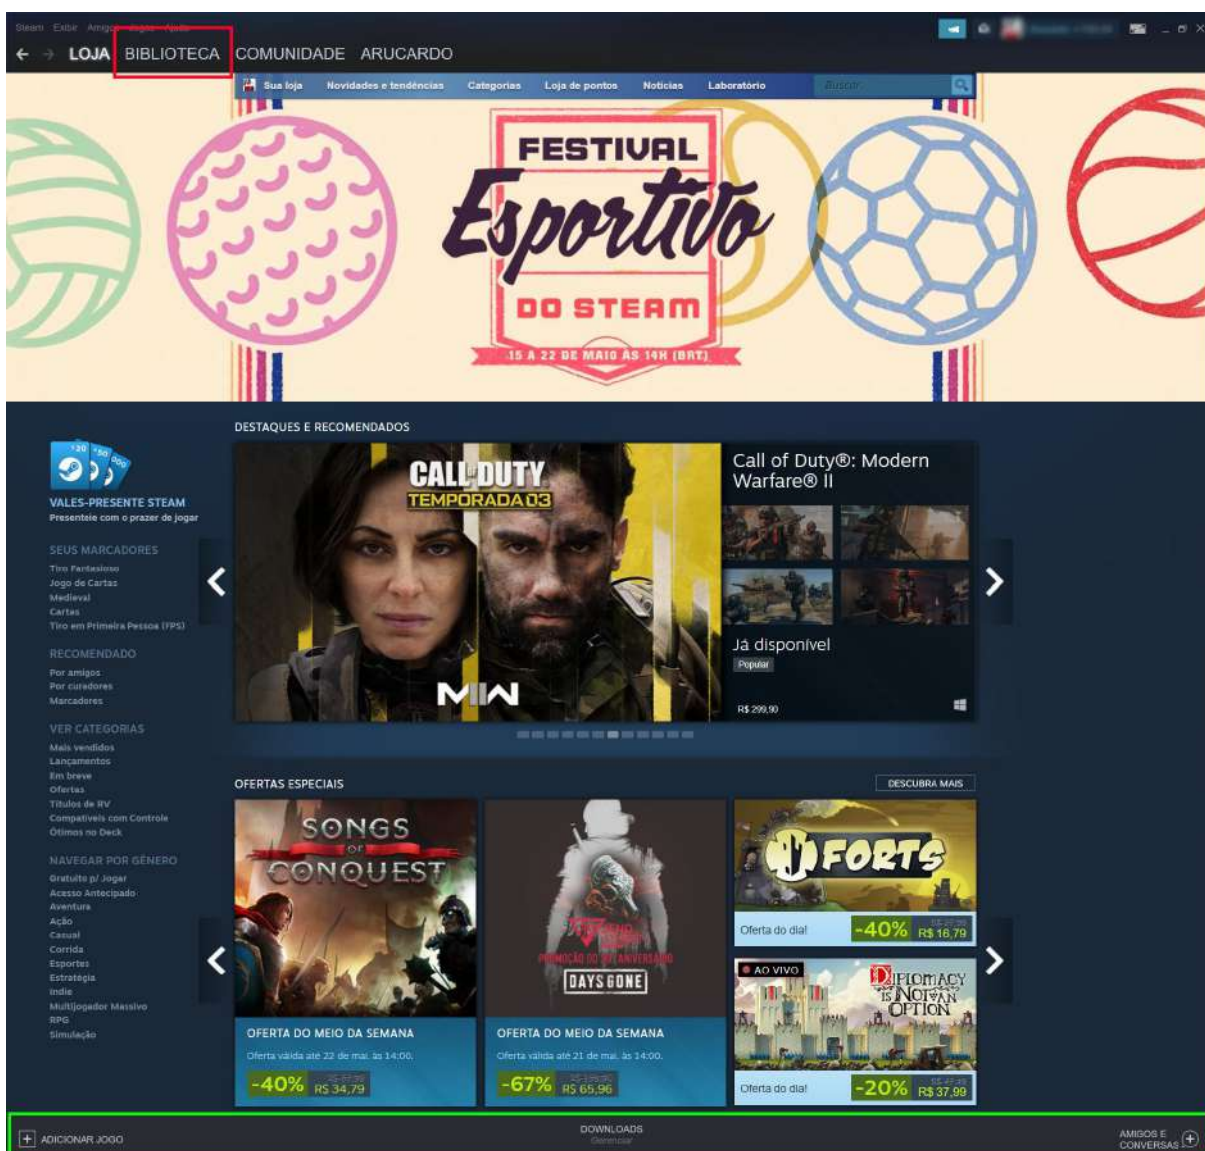 Steam Exibir Amigos Jogos Ajuda
LOJA BIBLIOTECA COMUNIDADE ARUCARDO
Sua loja Novidades e tendências Categorias Loja de pontos Notícias Laboratório Buscar
FESTIVAL
Esportivo
DO STEAM
15 A 22 DE MAIO ÀS 14H (BRT)
DESTAQUES E RECOMENDADOS
VALES-PRESENTE STEAM
Presenteie com o prazer de jogar
SEUS MARCADORES
Tiro Fantasioso
Jogo de Cartas
Medieval
Cartas
Tiro em Primeira Pessoa (FPS)
RECOMENDADO
Por amigos
Por curadores
Marcadores
VER CATEGORIAS
Mais vendidos
Lançamentos
Em breve
Ofertas
Títulos de RV
Compatíveis com Controle
Ótimos no Deck
NAVEGAR POR GÊNERO
Gratuito p/ Jogar
Acesso Antecipado
Aventura
Ação
Casual
Corrida
Esportes
Estratégia
Indie
Multijogador Massivo
RPG
Simulação
CALL OF DUTY
TEMPORADA 03
MWII
Call of Duty®: Modern
Warfare® II
Já disponível
Popular
R$ 299,90
OFERTAS ESPECIAIS
DESCUBRA MAIS
SONGS
OF
CONQUEST
OFERTA DO MEIO DA SEMANA
Oferta válida até 22 de mai. às 14:00.
-40% R$ 34,79
DAYS GONE
OFERTA DO MEIO DA SEMANA
Oferta válida até 21 de mai. às 14:00.
-67% R$ 65,96
FORTS
Oferta do dia! -40% R$ 16,79
AO VIVO
DIPLOMACY
IS NOT AN
OPTION
Oferta do dia! -20% R$ 37,99
ADICIONAR JOGO
DOWNLOADS
Gerenciar
AMIGOS E
CONVERSAS